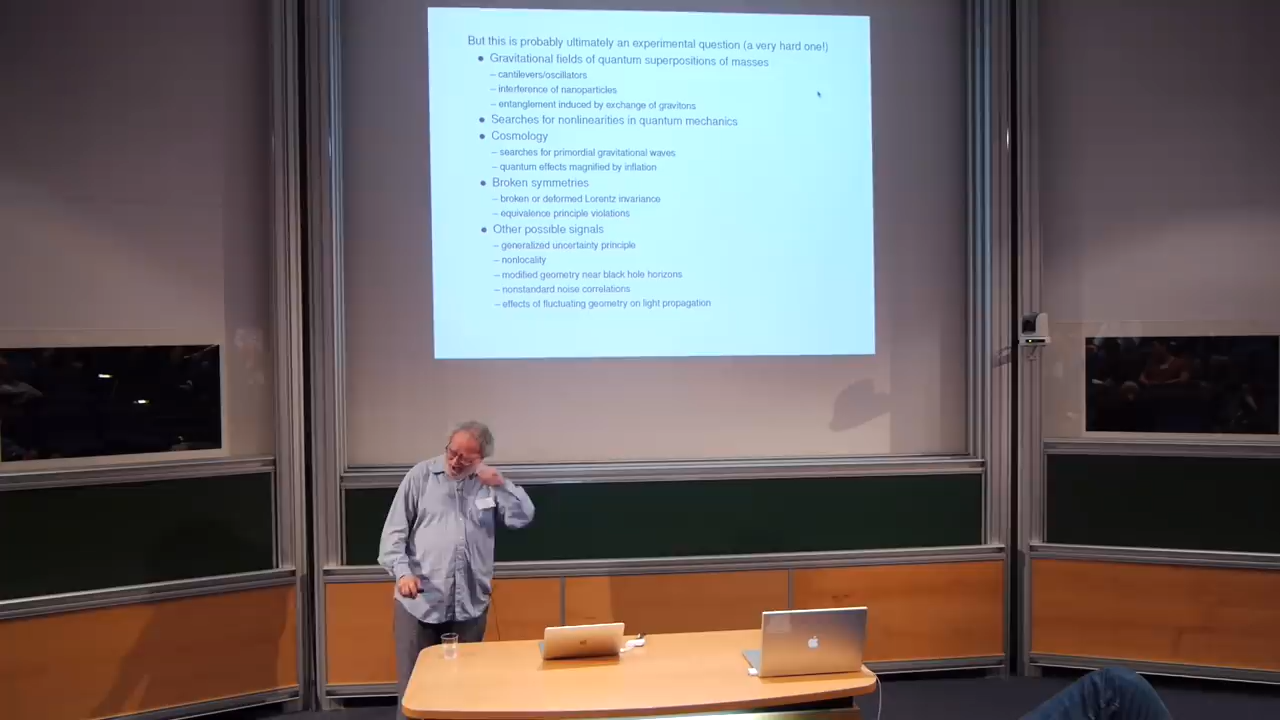 But this is probably ultimately an experimental question (a very hard one!)
● Gravitational fields of quantum superpositions of masses
– cantilevers/oscillators
– interference of nanoparticles
– entanglement induced by exchange of gravitons
● Searches for nonlinearities in quantum mechanics
● Cosmology
– searches for primordial gravitational waves
– quantum effects magnified by inflation
● Broken symmetries
– broken or deformed Lorentz invariance
– equivalence principle violations
● Other possible signals
– generalized uncertainty principle
– nonlocality
– modified geometry near black hole horizons
– nonstandard noise correlations
– effects of fluctuating geometry on light propagation